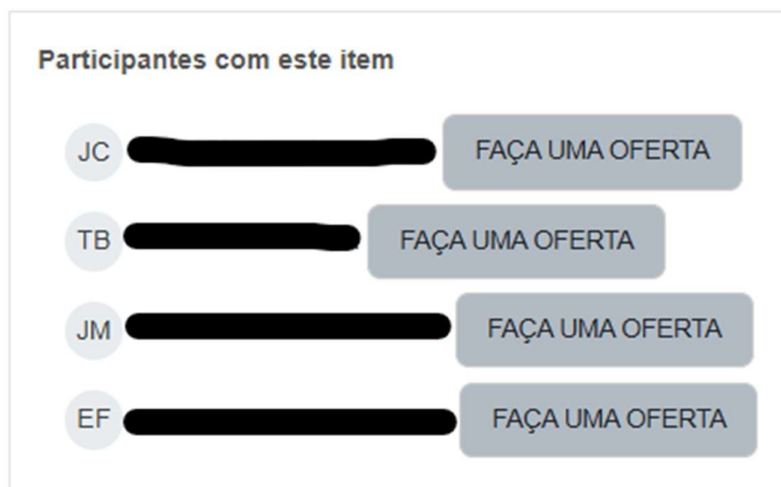 Participantes com este item
JC FAÇA UMA OFERTA
TB FAÇA UMA OFERTA
JM FAÇA UMA OFERTA
EF FAÇA UMA OFERTA